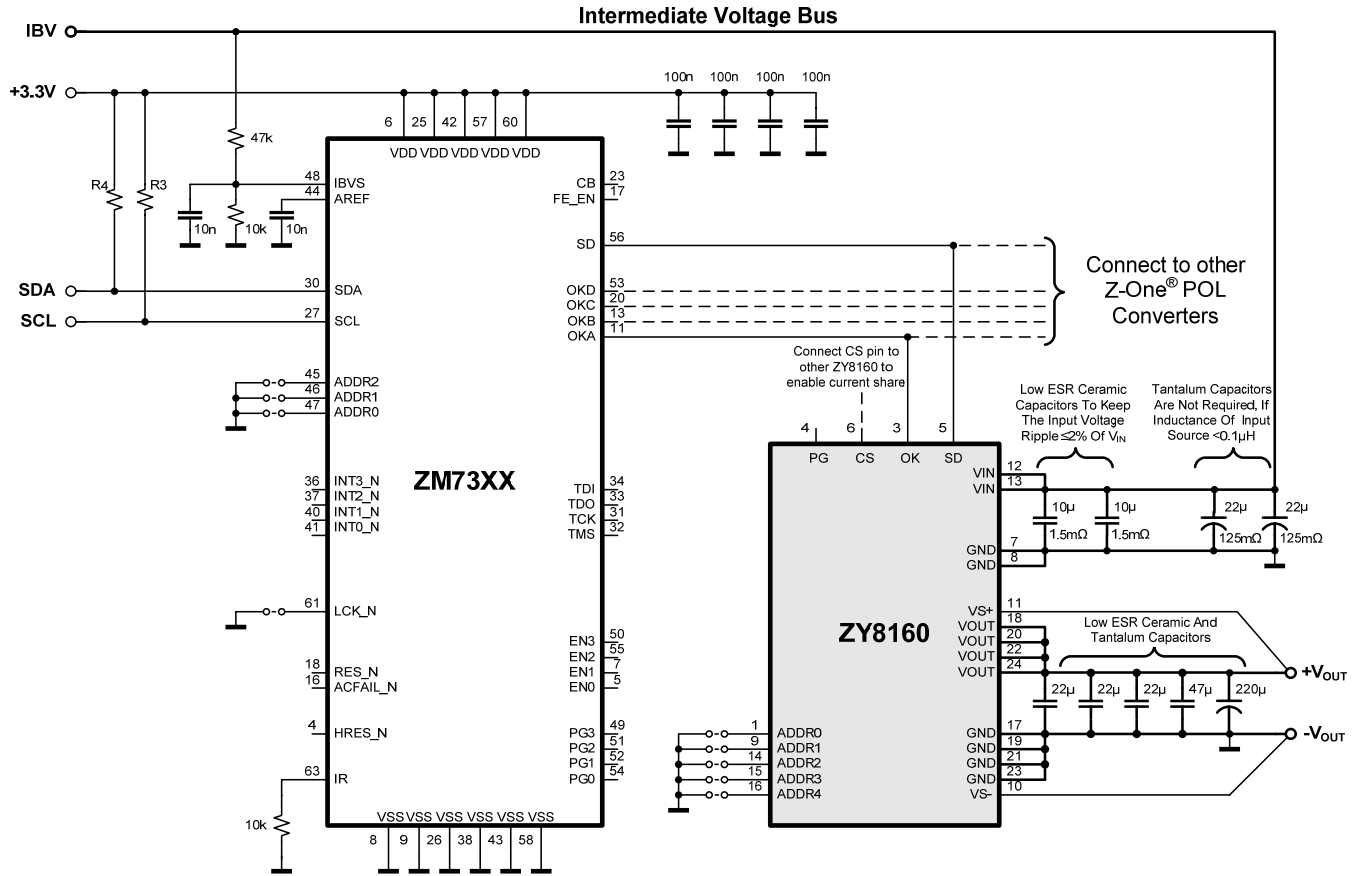 Intermediate Voltage Bus
IBV
+3.3V
100n 100n 100n 100n
6 25 42 57 60
VDD VDD VDD VDD VDD
47k
R4 R3
48 IBVS
44 AREF
10n 10k 10n
CB 23
FE_EN 17
SD 56
SDA
30 SDA
SCL
27 SCL
OKD 53
OKC 20
OKB 13
OKA 11
Connect to other
Z-One® POL
Converters
45 ADDR2
46 ADDR1
47 ADDR0
Connect CS pin to
other ZY8160 to
enable current share
Low ESR Ceramic
Capacitors To Keep
The Input Voltage
Ripple ≤2% Of VIN
Tantalum Capacitors
Are Not Required, If
Inductance Of Input
Source <0.1µH
4 6 3 5
PG CS OK SD
ZM73XX
36 INT3_N
37 INT2_N
40 INT1_N
41 INT0_N
TDI 34
TDO 33
TCK 31
TMS 32
VIN 12
VIN 13
10µ 10µ 22µ 22µ
1.5mΩ 1.5mΩ 125mΩ 125mΩ
GND 7
GND 8
61 LCK_N
ZY8160
VS+ 11
VOUT 18
VOUT 20
VOUT 22
VOUT 24
Low ESR Ceramic And
Tantalum Capacitors
+VOUT
22µ 22µ 22µ 47µ 220µ
EN3 50
EN2 55
EN1 7
EN0 5
18 RES_N
16 ACFAIL_N
4 HRES_N
PG3 49
PG2 51
PG1 52
PG0 54
1 ADDR0
9 ADDR1
14 ADDR2
15 ADDR3
16 ADDR4
GND 17
GND 19
GND 21
GND 23
VS- 10
-VOUT
63 IR
10k
VSS VSS VSS VSS VSS VSS
8 9 26 38 43 58